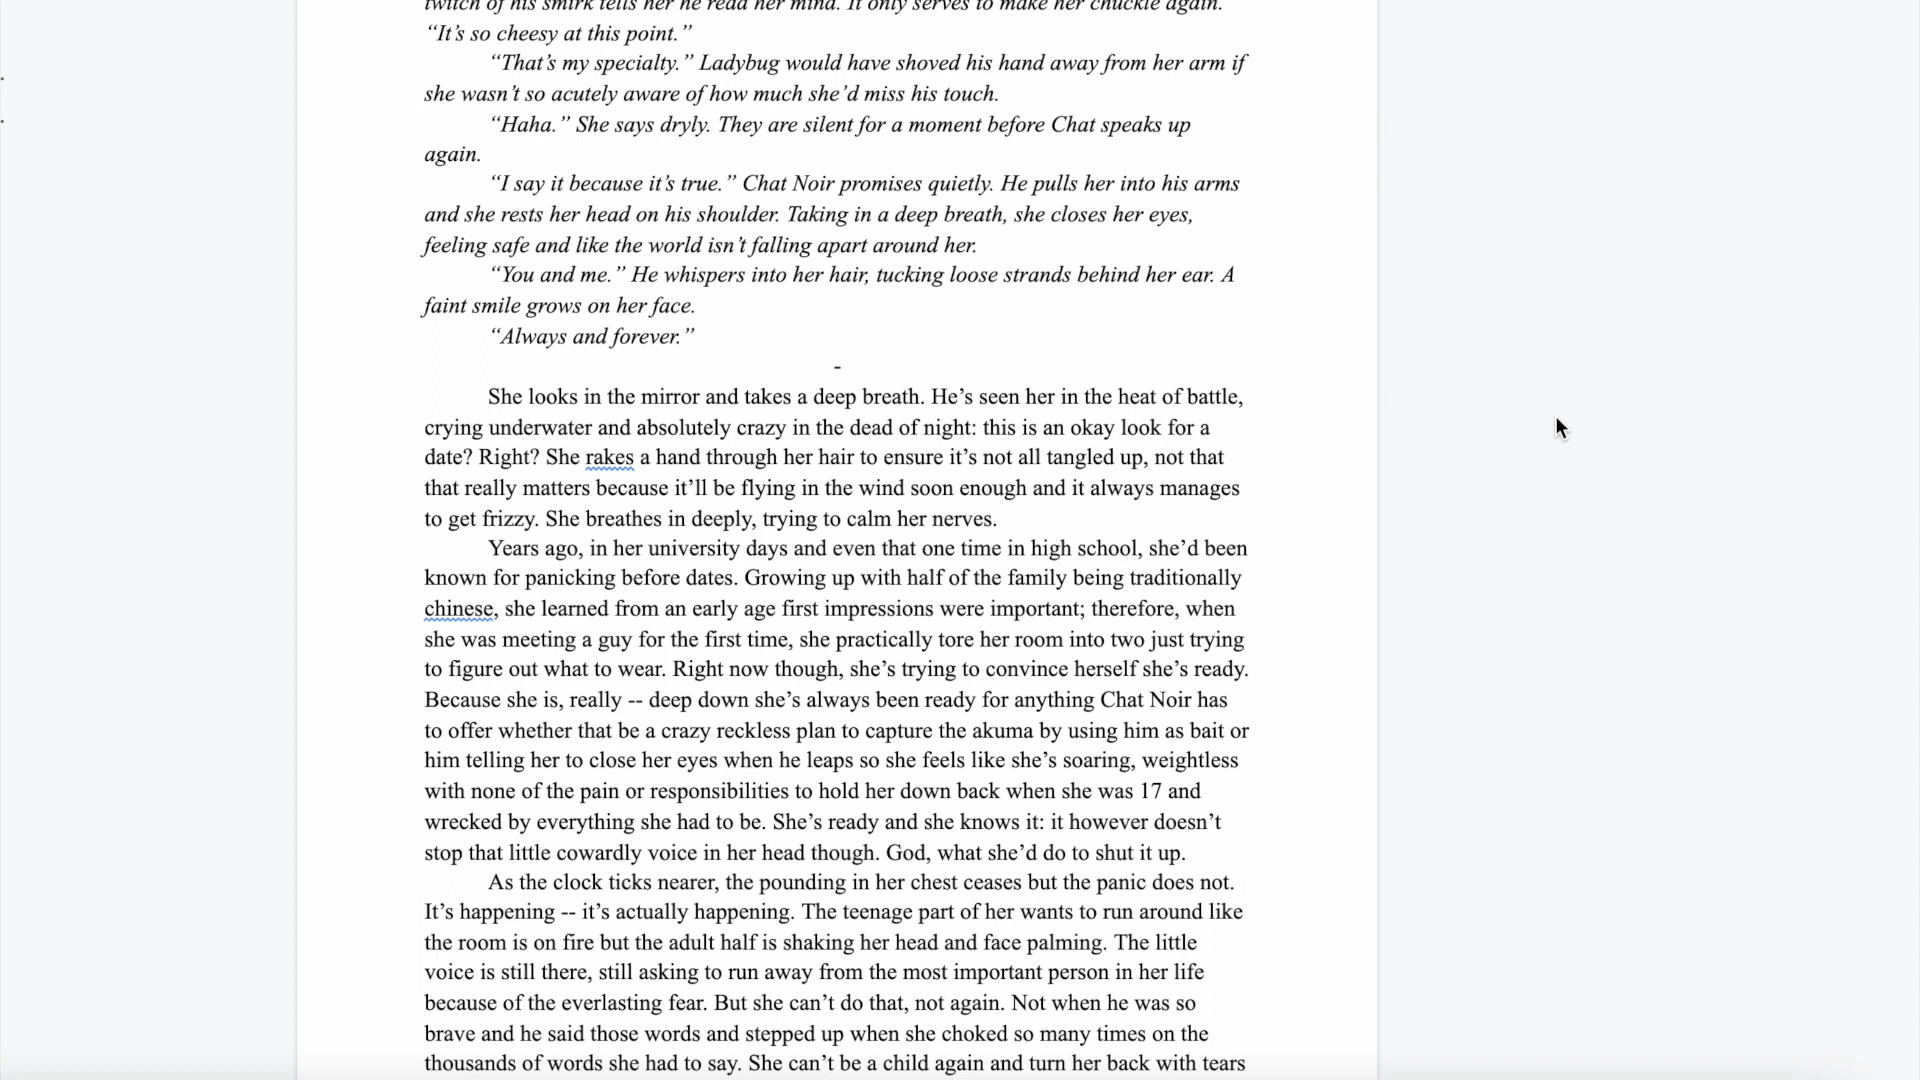 twitch of his smirk tells her he read her mind. It only serves to make her chuckle again.
“It’s so cheesy at this point.”
“That’s my specialty.” Ladybug would have shoved his hand away from her arm if
she wasn’t so acutely aware of how much she’d miss his touch.
“Haha.” She says dryly. They are silent for a moment before Chat speaks up
again.
“I say it because it’s true.” Chat Noir promises quietly. He pulls her into his arms
and she rests her head on his shoulder. Taking in a deep breath, she closes her eyes,
feeling safe and like the world isn’t falling apart around her.
“You and me.” He whispers into her hair, tucking loose strands behind her ear. A
faint smile grows on her face.
“Always and forever.”
-
She looks in the mirror and takes a deep breath. He’s seen her in the heat of battle,
crying underwater and absolutely crazy in the dead of night: this is an okay look for a
date? Right? She rakes a hand through her hair to ensure it’s not all tangled up, not that
that really matters because it’ll be flying in the wind soon enough and it always manages
to get frizzy. She breathes in deeply, trying to calm her nerves.
Years ago, in her university days and even that one time in high school, she’d been
known for panicking before dates. Growing up with half of the family being traditionally
chinese, she learned from an early age first impressions were important; therefore, when
she was meeting a guy for the first time, she practically tore her room into two just trying
to figure out what to wear. Right now though, she’s trying to convince herself she’s ready.
Because she is, really -- deep down she’s always been ready for anything Chat Noir has
to offer whether that be a crazy reckless plan to capture the akuma by using him as bait or
him telling her to close her eyes when he leaps so she feels like she’s soaring, weightless
with none of the pain or responsibilities to hold her down back when she was 17 and
wrecked by everything she had to be. She’s ready and she knows it: it however doesn’t
stop that little cowardly voice in her head though. God, what she’d do to shut it up.
As the clock ticks nearer, the pounding in her chest ceases but the panic does not.
It’s happening -- it’s actually happening. The teenage part of her wants to run around like
the room is on fire but the adult half is shaking her head and face palming. The little
voice is still there, still asking to run away from the most important person in her life
because of the everlasting fear. But she can’t do that, not again. Not when he was so
brave and he said those words and stepped up when she choked so many times on the
thousands of words she had to say. She can’t be a child again and turn her back with tears